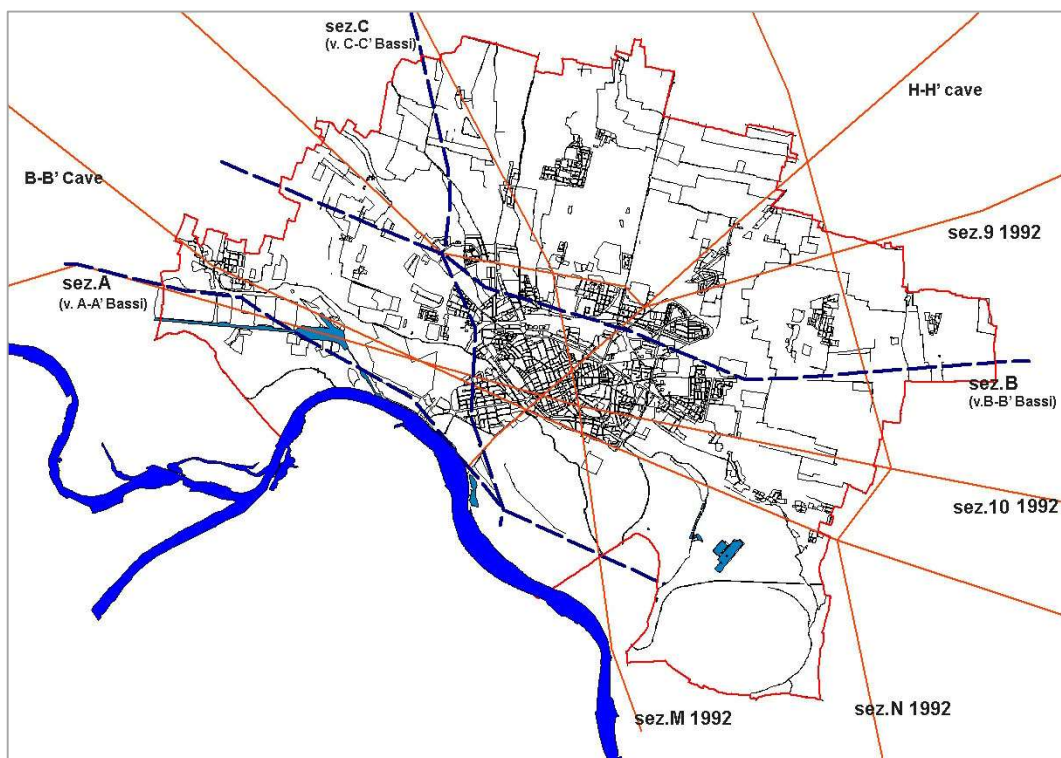 sez.C
(v. C-C' Bassi)
H-H' cave
B-B' Cave
sez.9 1992
sez.A
(v. A-A' Bassi)
sez.B
(v.B-B' Bassi)
sez.10 1992
sez.N 1992
sez.M 1992